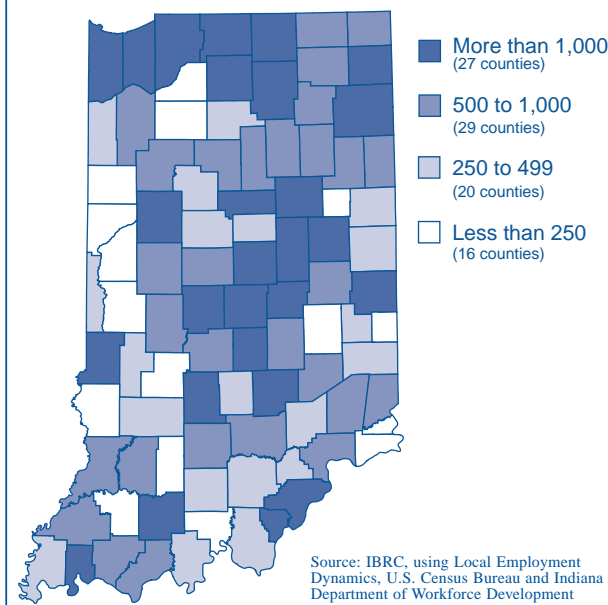 More than 1,000
(27 counties)
500 to 1,000
(29 counties)
250 to 499
(20 counties)
Less than 250
(16 counties)
Source: IBRC, using Local Employment
Dynamics, U.S. Census Bureau and Indiana
Department of Workforce Development